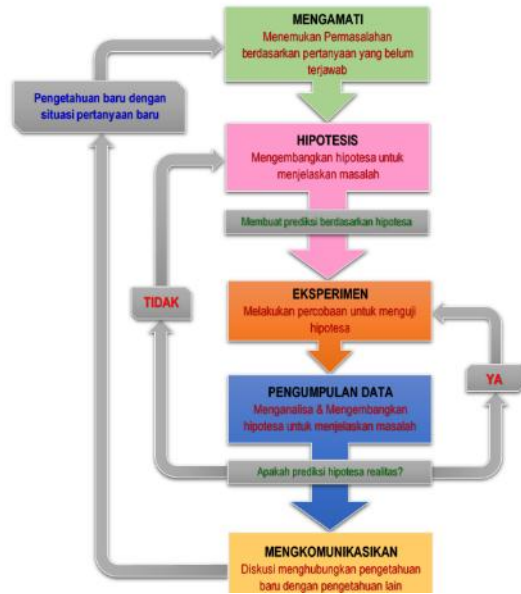 MENGAMATI
Menemukan Permasalahan
berdasarkan pertanyaan yang belum
terjawab
Pengetahuan baru dengan
situasi pertanyaan baru
HIPOTESIS
Mengembangkan hipotesa untuk
menjelaskan masalah
Membuat prediksi berdasarkan hipotesa
TIDAK
EKSPERIMEN
Melakukan percobaan untuk menguji
hipotesa
YA
PENGUMPULAN DATA
Menganalisa & Mengembangkan
hipotesa untuk menjelaskan masalah
Apakah prediksi hipotesa realitas?
MENGKOMUNIKASIKAN
Diskusi menghubungkan pengetahuan
baru dengan pengetahuan lain